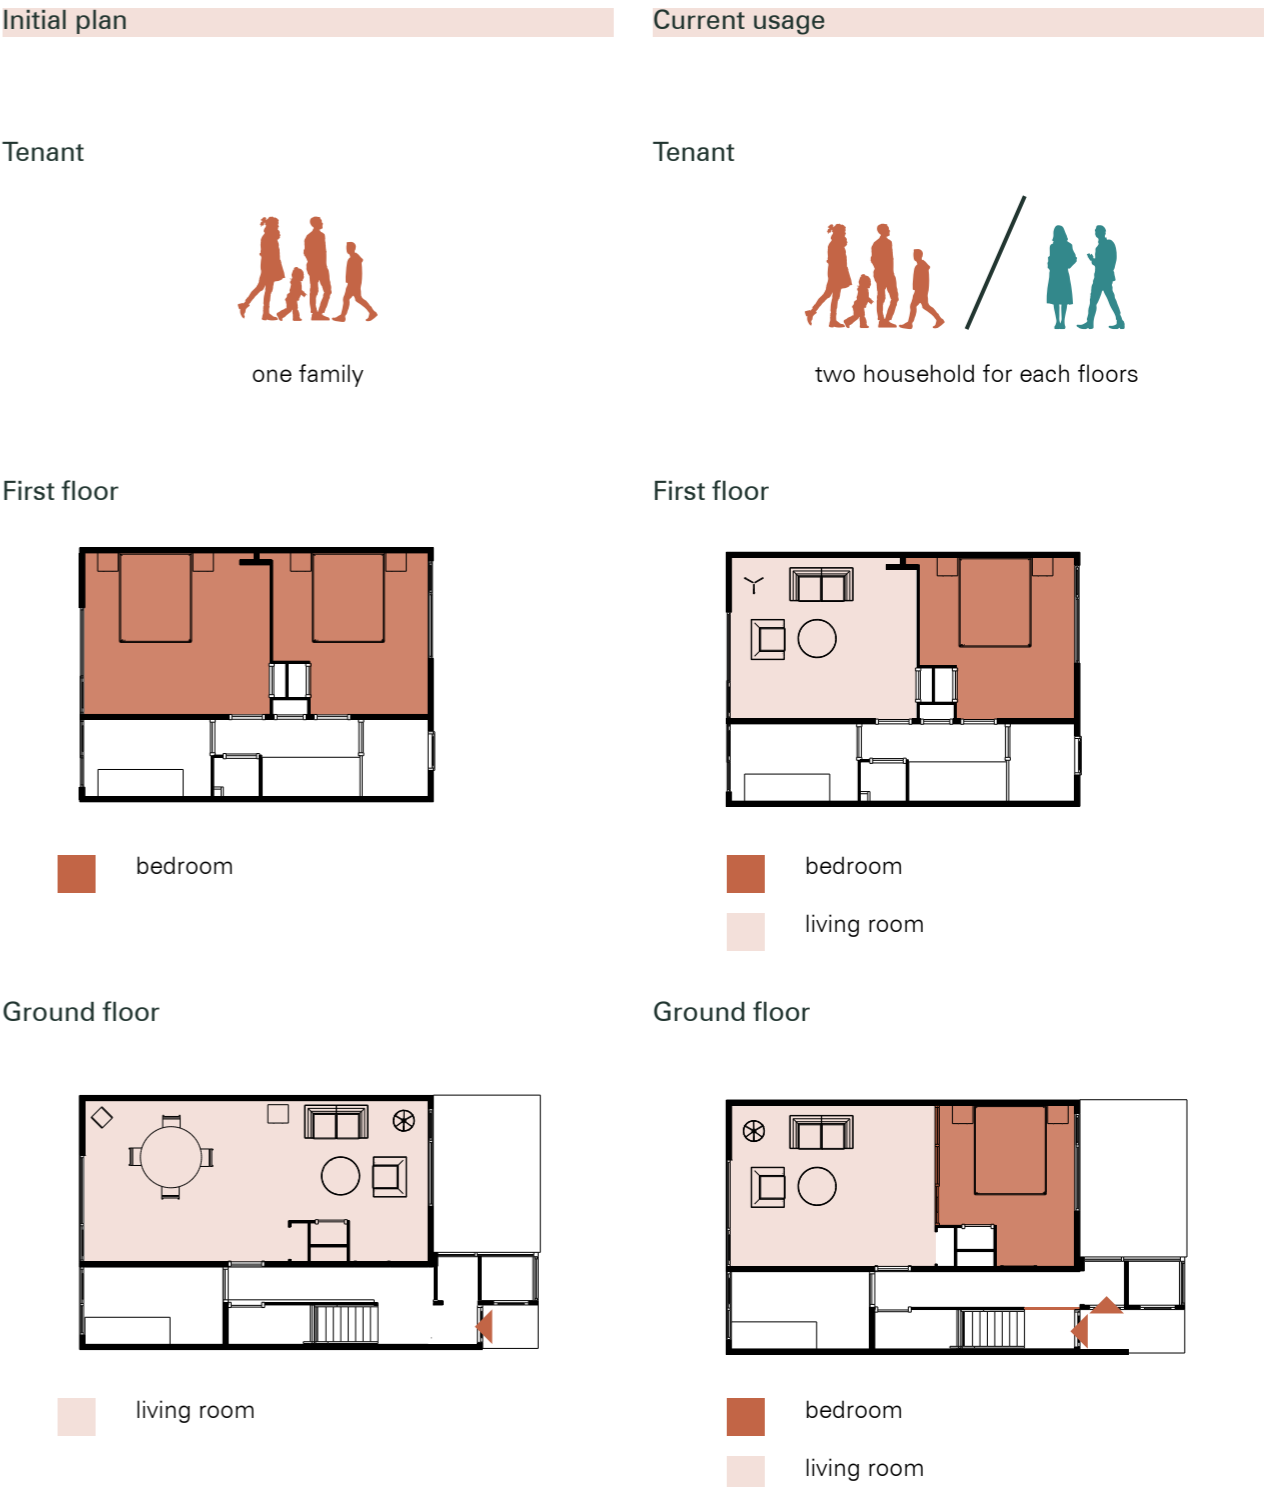 Initial plan
Current usage
Tenant
Tenant
one family
two household for each floors
First floor
First floor
bedroom
bedroom
living room
Ground floor
Ground floor
living room
bedroom
living room